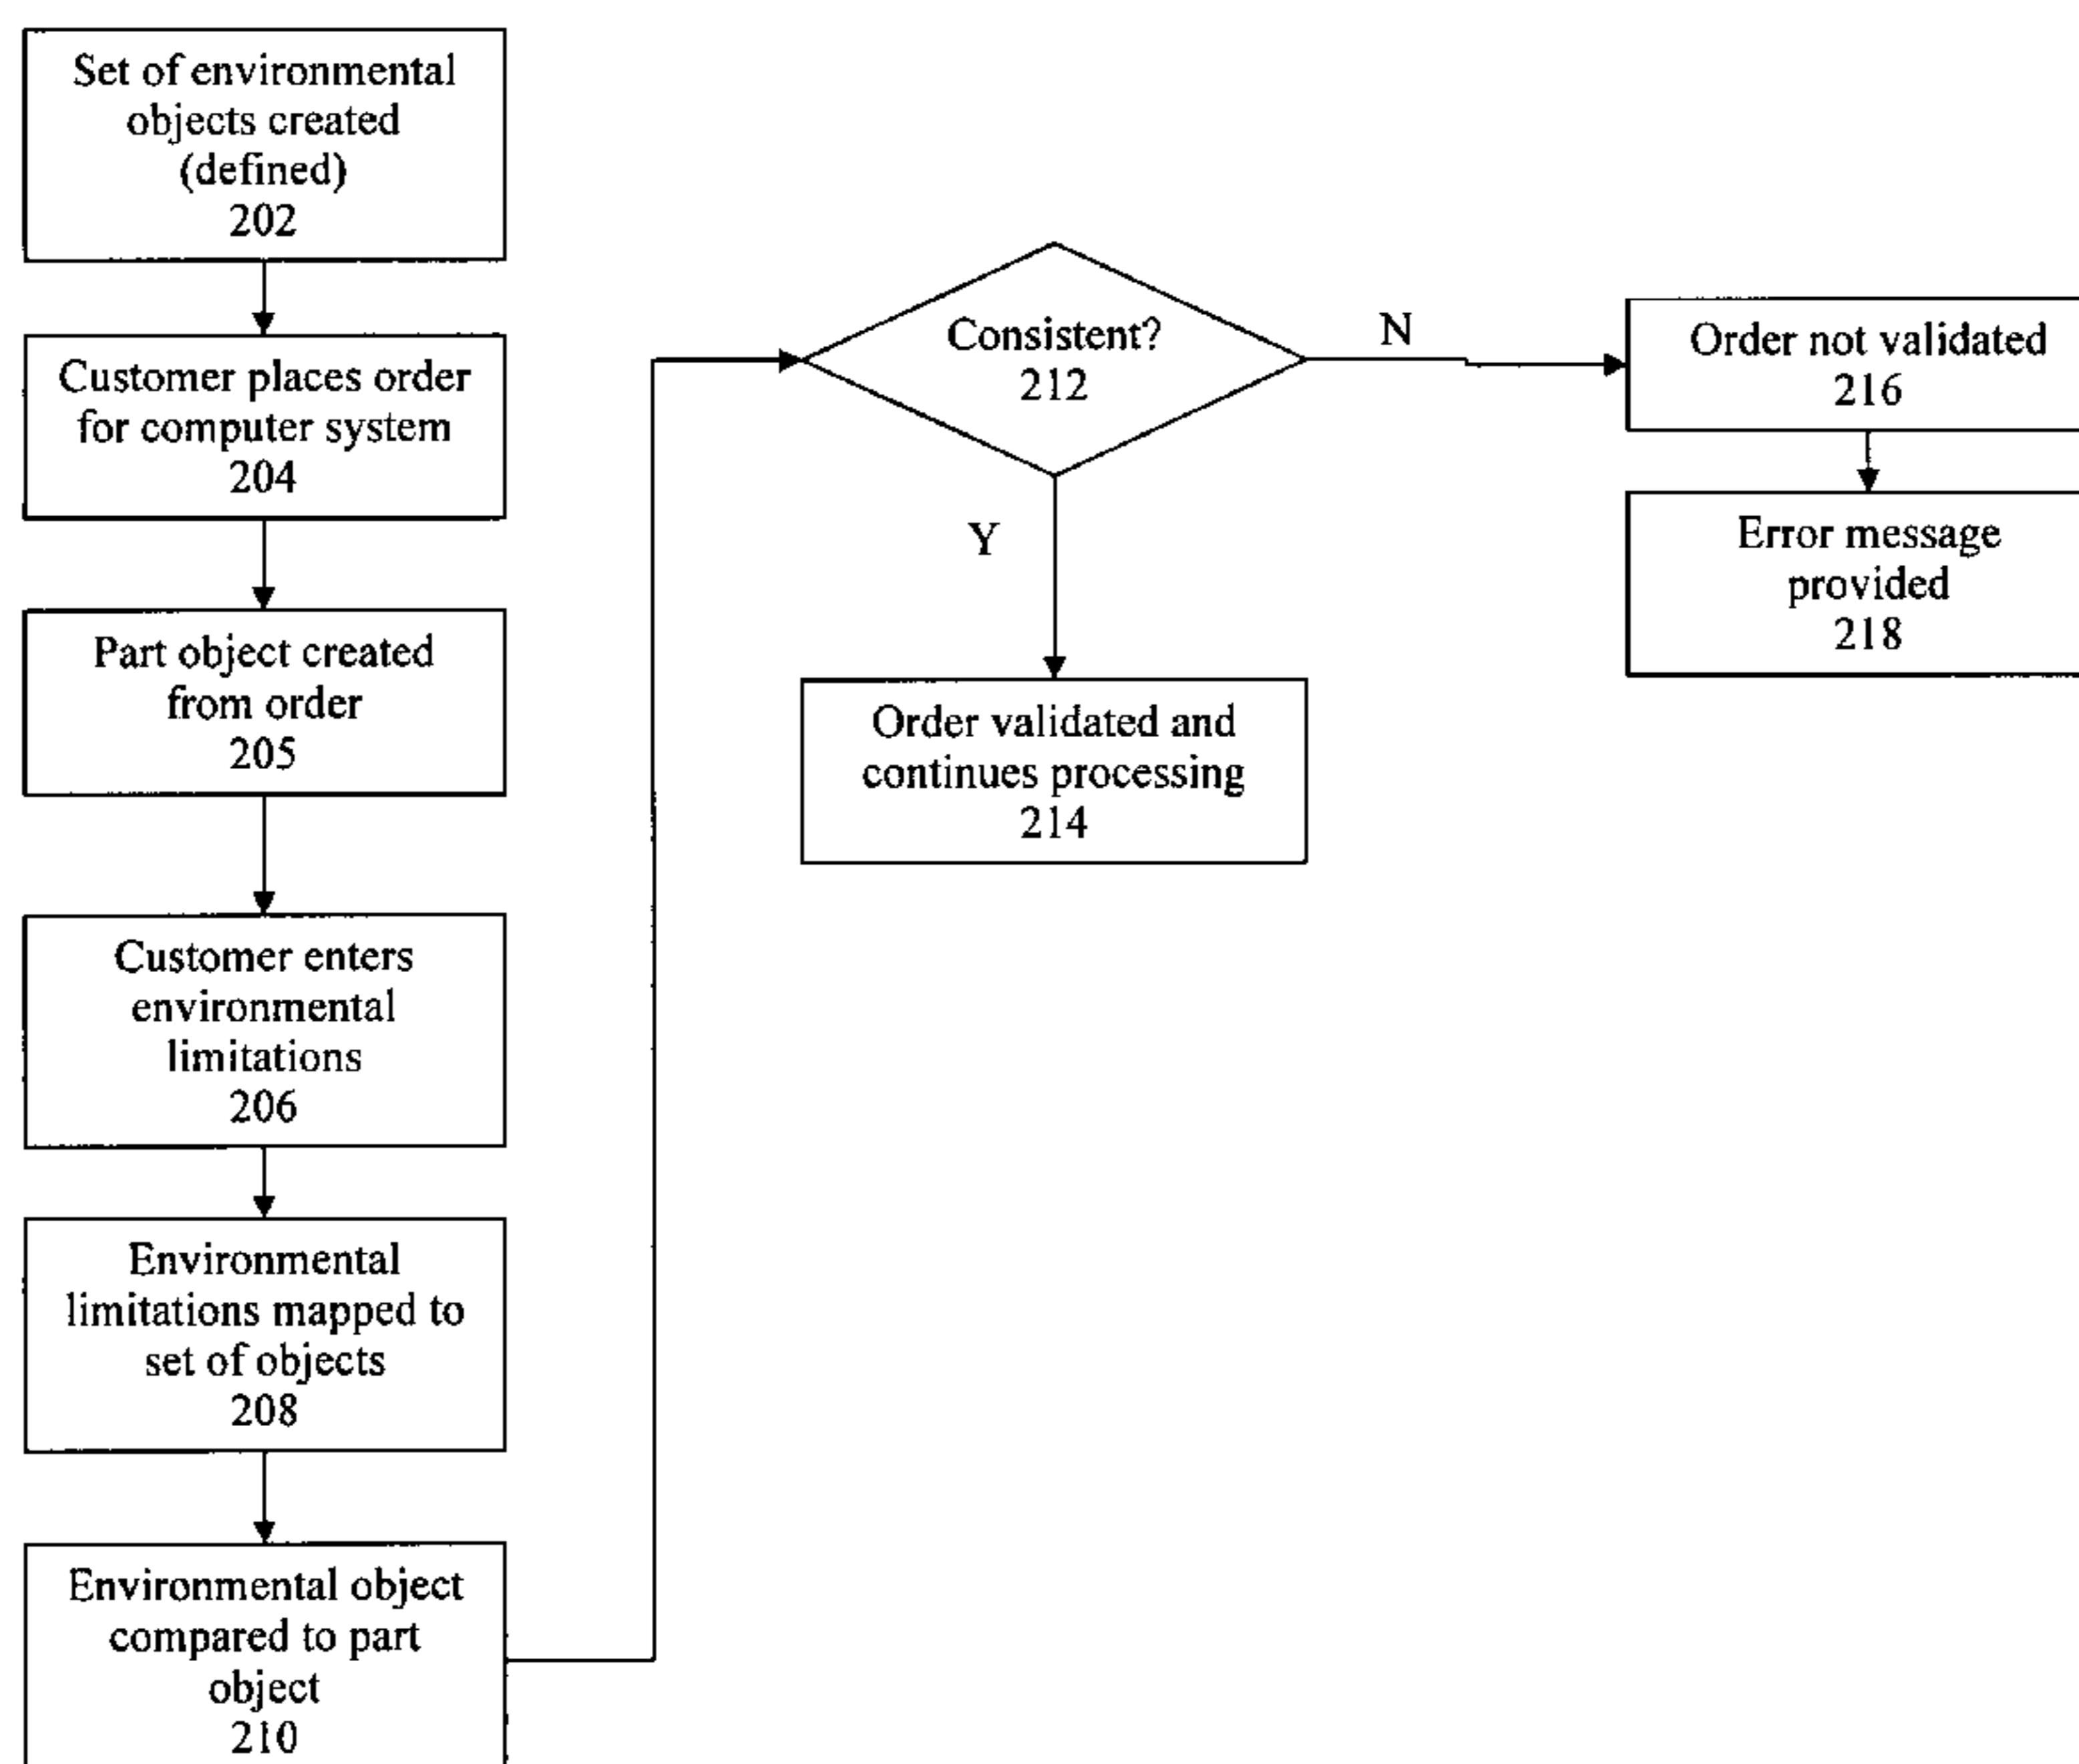 Set of environmental
objects created
(defined)
202
Customer places order
for computer system
204
Part object created
from order
205
Customer enters
environmental
limitations
206
Environmental
limitations mapped to
set of objects
208
Environmental object
compared to part
object
210
Consistent?
212
N
Y
Order validated and
continues processing
214
Order not validated
216
Error message
provided
218